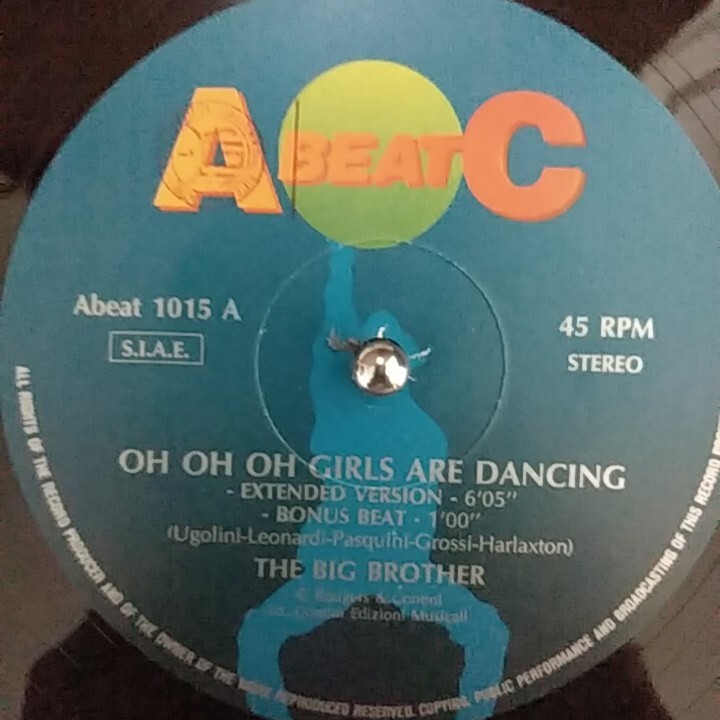 A BEAT C
Abeat 1015 A
S.I.A.E.
45 RPM
STEREO
OH OH OH GIRLS ARE DANCING
- EXTENDED VERSION - 6'05"
- BONUS BEAT - 1'00"
(Ugolini-Leonardi-Pasquini-Grossi-Harlaxton)
THE BIG BROTHER
© Rodgers & Contini
Edizioni Musicali
ALL RIGHTS OF THE RECORD PRODUCER AND OF THE OWNER OF THE WORK REPRODUCED RESERVED. COPYING, PUBLIC PERFORMANCE AND BROADCASTING OF THIS RECORD